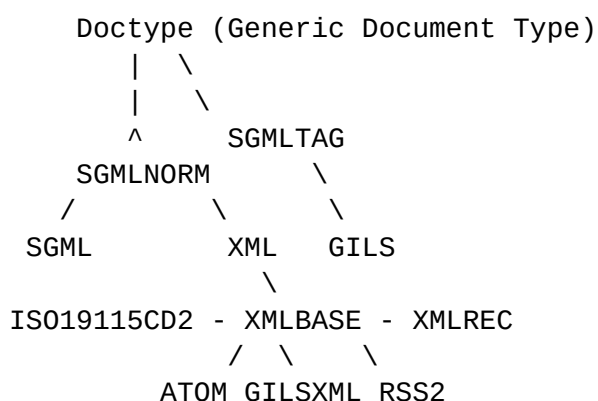 Doctype (Generic Document Type)
| \
| \
^ SGMLTAG
SGMLNORM \
/ \ \
SGML XML GILS
\
ISO19115CD2 - XMLBASE - XMLREC
/ \ \
ATOM GILSXML RSS2